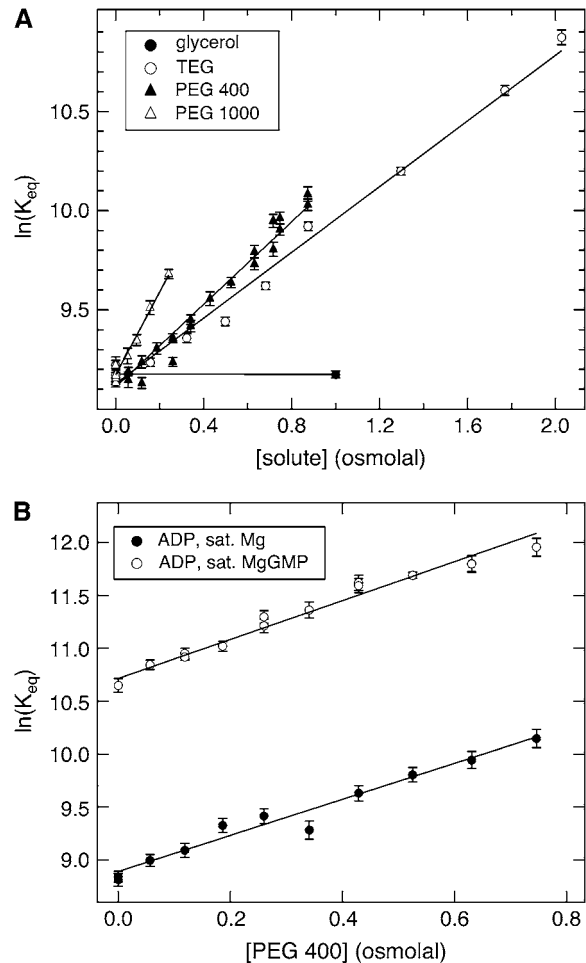 A
glycerol
TEG
PEG 400
PEG 1000
10.5
10.0
9.5
ln(Keq)
0.0 0.4 0.8 1.2 1.6 2.0
[solute] (osmolal)
B
ADP, sat. Mg
ADP, sat. MgGMP
12.0
11.5
11.0
10.5
10.0
9.5
9.0
ln(Keq)
0.0 0.2 0.4 0.6 0.8
[PEG 400] (osmolal)